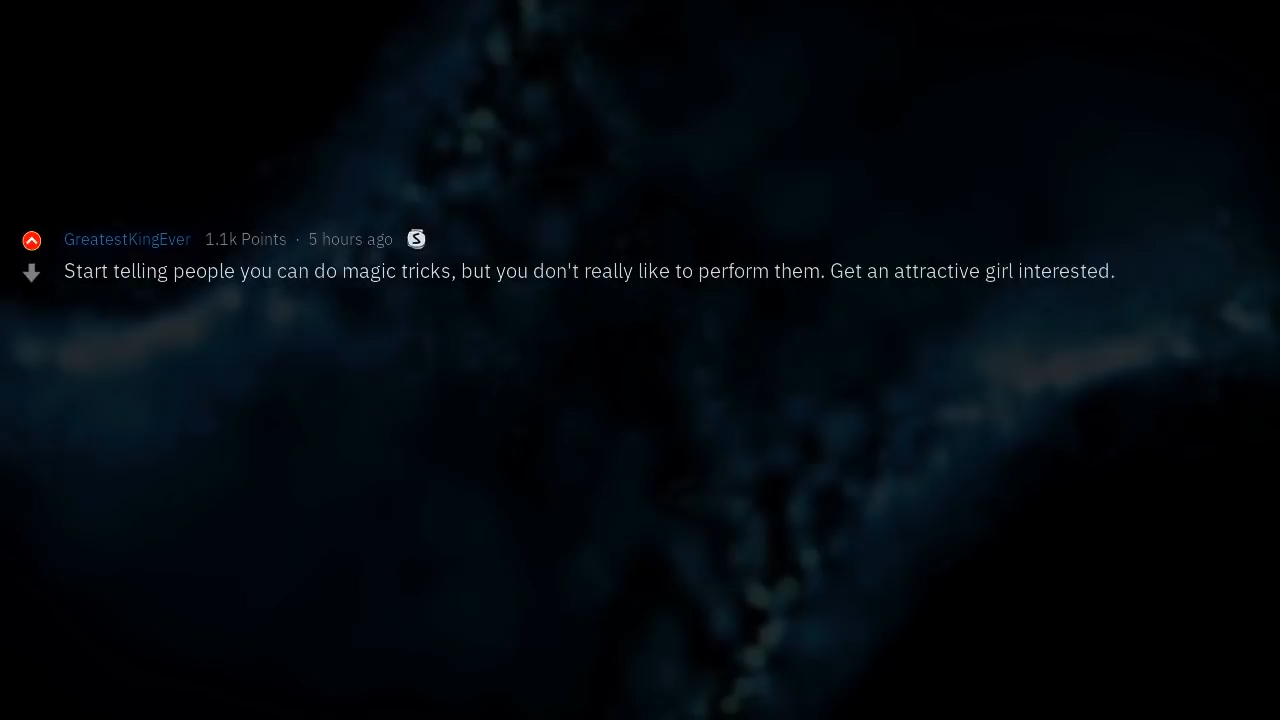 GreatestKingEver 1.1k Points · 5 hours ago S
Start telling people you can do magic tricks, but you don't really like to perform them. Get an attractive girl interested.